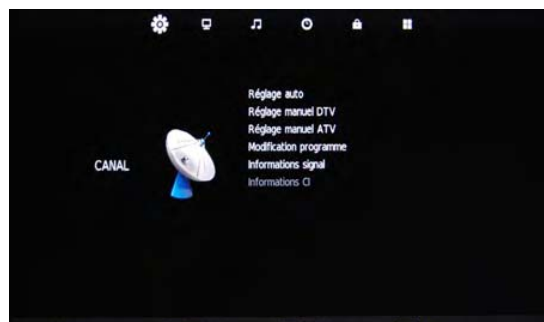 Réglage auto
Réglage manuel DTV
Réglage manuel ATV
Modification programme
CANAL
Informations signal
Informations CI